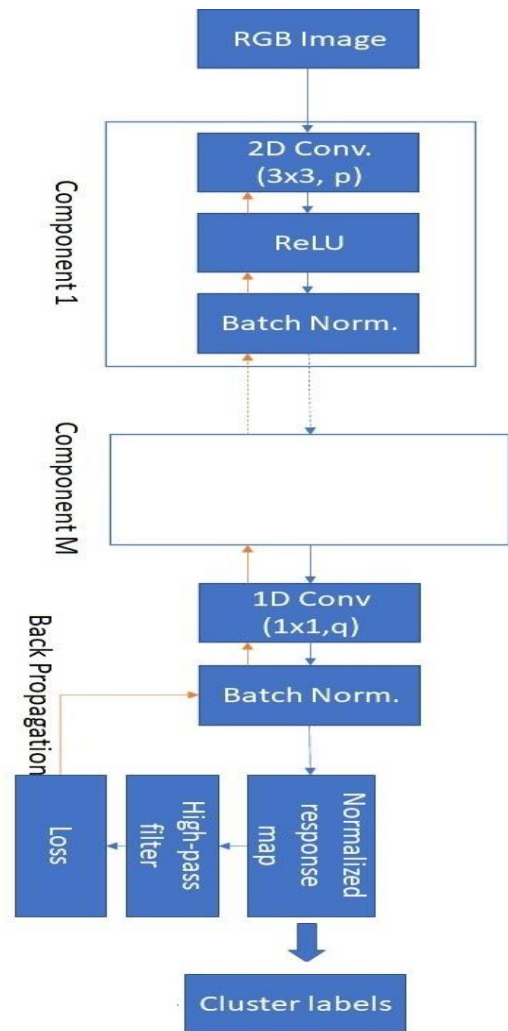 RGB Image
Component 1
2D Conv.
(3x3, p)
ReLU
Batch Norm.
Component M
1D Conv
(1x1,q)
Batch Norm.
Back Propagation
Loss
High-pass
filter
Normalized
response
map
Cluster labels